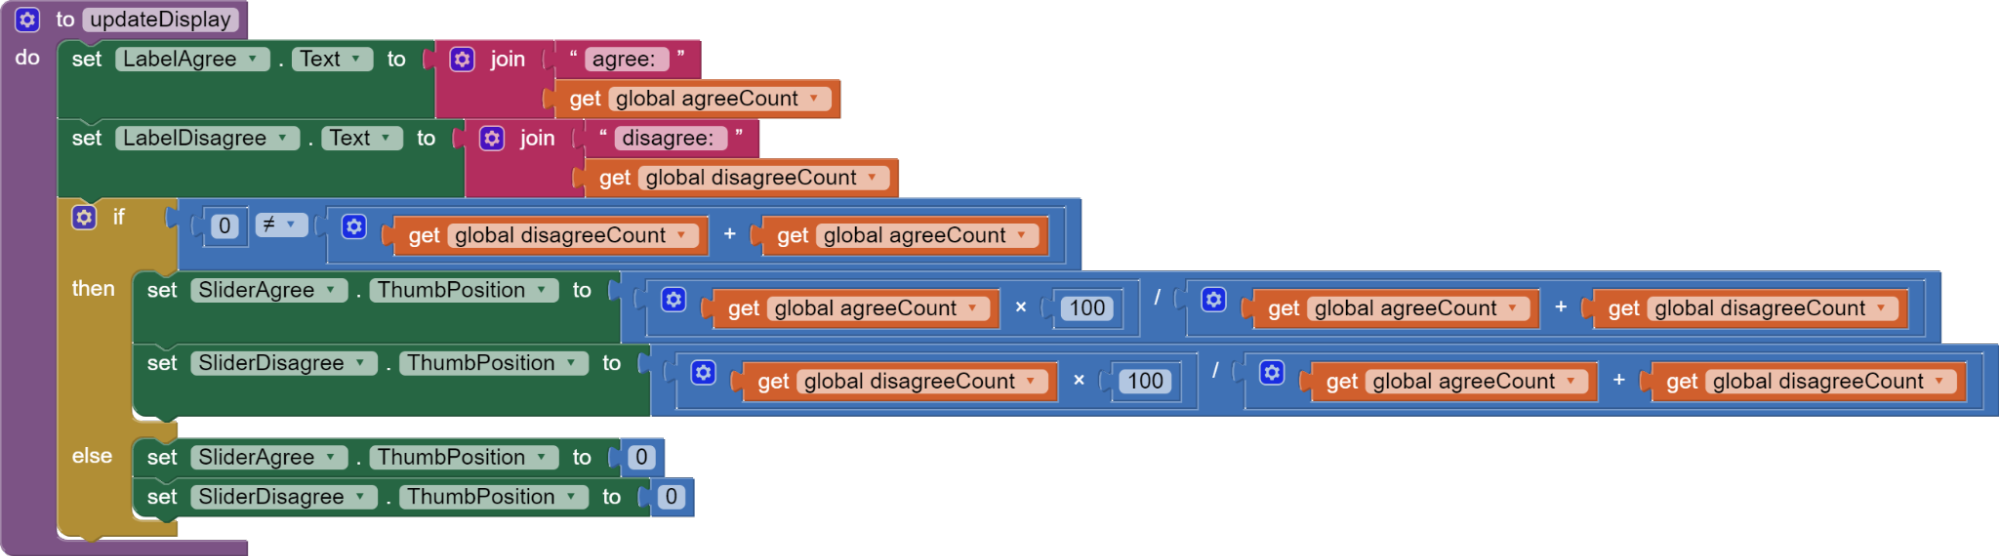 to updateDisplay
do set LabelAgree . Text to join “ agree: ”
get global agreeCount
set LabelDisagree . Text to join “ disagree: ”
get global disagreeCount
if 0 ≠ get global disagreeCount + get global agreeCount
then set SliderAgree . ThumbPosition to get global agreeCount × 100 / get global agreeCount + get global disagreeCount
set SliderDisagree . ThumbPosition to get global disagreeCount × 100 / get global agreeCount + get global disagreeCount
else set SliderAgree . ThumbPosition to 0
set SliderDisagree . ThumbPosition to 0